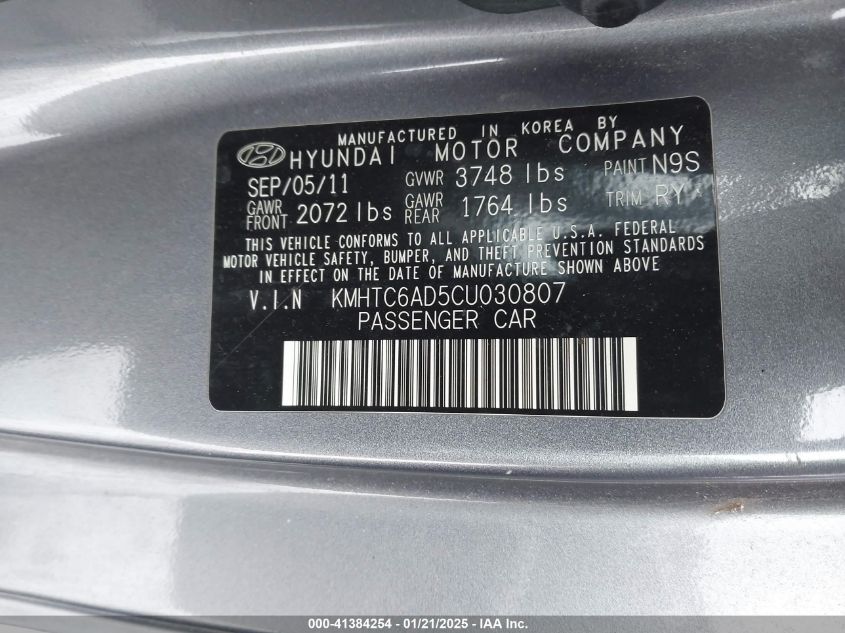 MANUFACTURED IN KOREA BY
HYUNDAI MOTOR COMPANY
SEP/05/11 GVWR 3748 lbs PAINT N9S
GAWR FRONT 2072 lbs GAWR REAR 1764 lbs TRIM RY
THIS VEHICLE CONFORMS TO ALL APPLICABLE U.S.A. FEDERAL
MOTOR VEHICLE SAFETY, BUMPER, AND THEFT PREVENTION STANDARDS
IN EFFECT ON THE DATE OF MANUFACTURE SHOWN ABOVE
V.I.N KMHTC6AD5CU030807
PASSENGER CAR
000-41384254 - 01/21/2025 - IAA Inc.